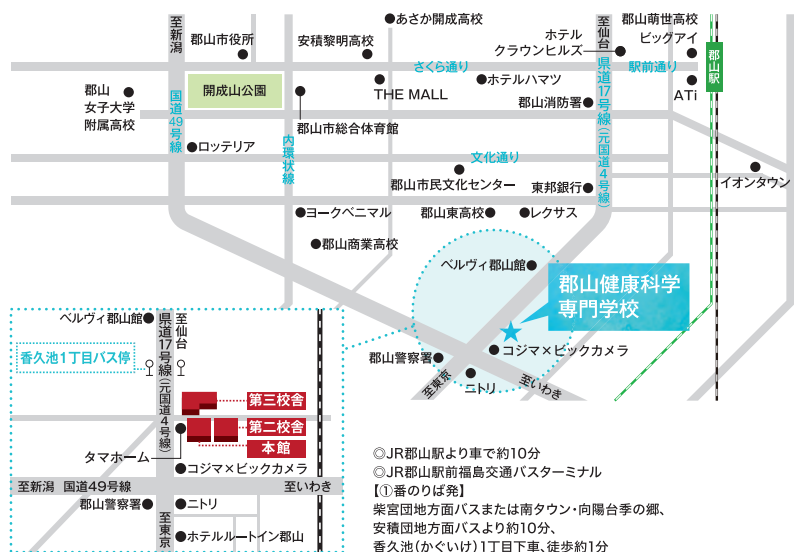 至新潟
郡山市役所
あさか開成高校
安積黎明高校
さくら通り
至仙台
ホテル
クラウンヒルズ
郡山萌世高校
ビッグアイ
駅前通り
郡山駅
郡山
女子大学
附属高校
国道49号線
開成山公園
THE MALL
ホテルハマツ
県道17号線(元国道4号線)
ATi
郡山消防署
郡山市総合体育館
ロッテリア
内環状線
文化通り
郡山市民文化センター
東邦銀行
イオンタウン
ヨークベニマル
郡山東高校
レクサス
郡山商業高校
ベルヴィ郡山館
郡山健康科学
専門学校
コジマ×ビックカメラ
郡山警察署
ニトリ
至東京
至いわき
ベルヴィ郡山館
県道17号線(元国道4号線)
至仙台
香久池1丁目バス停
第三校舎
第二校舎
本館
タマホーム
コジマ×ビックカメラ
至新潟 国道49号線
至いわき
郡山警察署
ニトリ
至東京
ホテルルートイン郡山
◎JR郡山駅より車で約10分
◎JR郡山駅前福島交通バスターミナル
【①番のりば発】
柴宮団地方面バスまたは南タウン・向陽台季の郷、
安積団地方面バスより約10分、
香久池(かぐいけ)1丁目下車、徒歩約1分